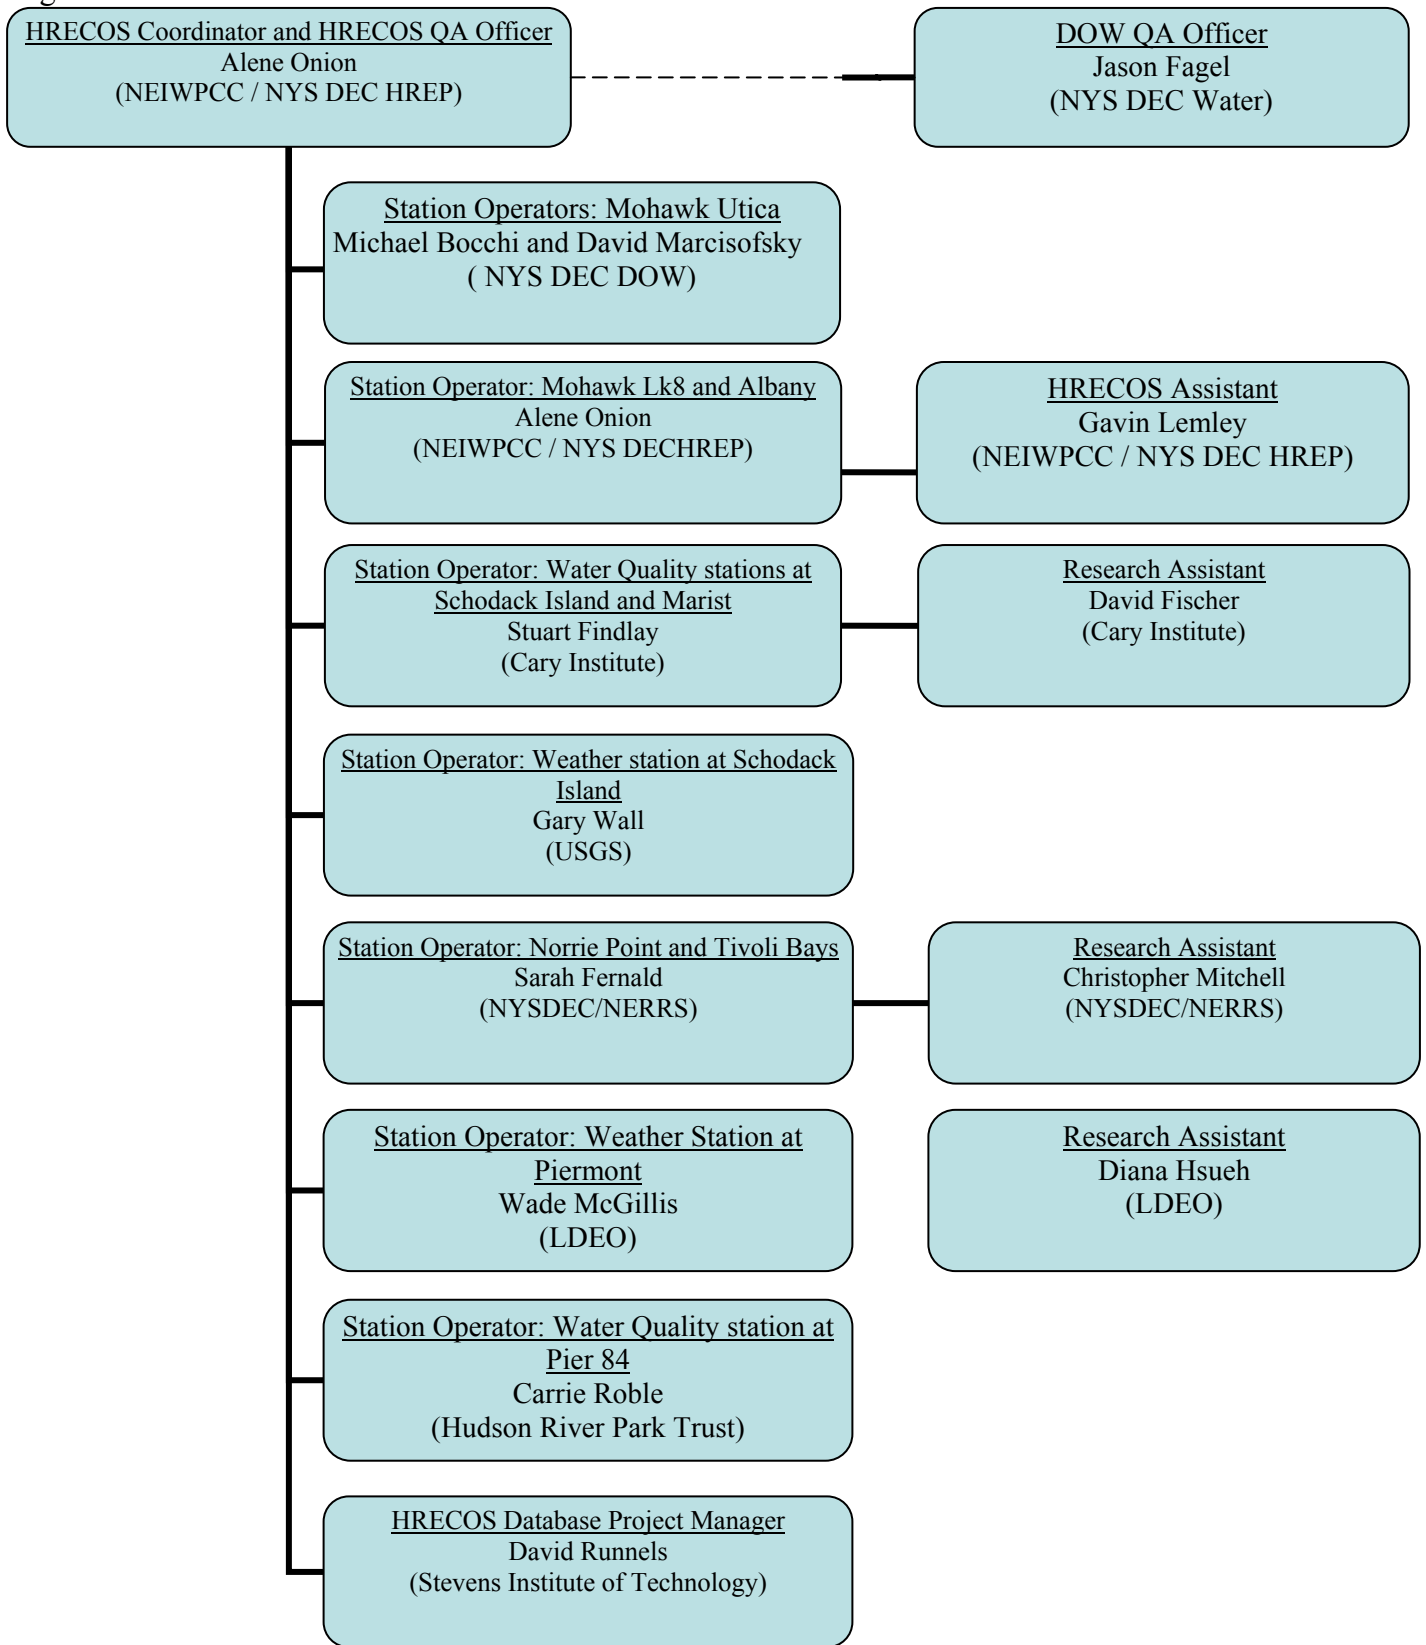 HRECOS Coordinator and HRECOS QA Officer
Alene Onion
(NEIWPCC / NYS DEC HREP)
DOW QA Officer
Jason Fagel
(NYS DEC Water)
Station Operators: Mohawk Utica
Michael Bocchi and David Marcisofsky
( NYS DEC DOW)
Station Operator: Mohawk Lk8 and Albany
Alene Onion
(NEIWPCC / NYS DECHREP)
HRECOS Assistant
Gavin Lemley
(NEIWPCC / NYS DEC HREP)
Station Operator: Water Quality stations at
Schodack Island and Marist
Stuart Findlay
(Cary Institute)
Research Assistant
David Fischer
(Cary Institute)
Station Operator: Weather station at Schodack
Island
Gary Wall
(USGS)
Station Operator: Norrie Point and Tivoli Bays
Sarah Fernald
(NYSDEC/NERRS)
Research Assistant
Christopher Mitchell
(NYSDEC/NERRS)
Station Operator: Weather Station at
Piermont
Wade McGillis
(LDEO)
Research Assistant
Diana Hsueh
(LDEO)
Station Operator: Water Quality station at
Pier 84
Carrie Roble
(Hudson River Park Trust)
HRECOS Database Project Manager
David Runnels
(Stevens Institute of Technology)